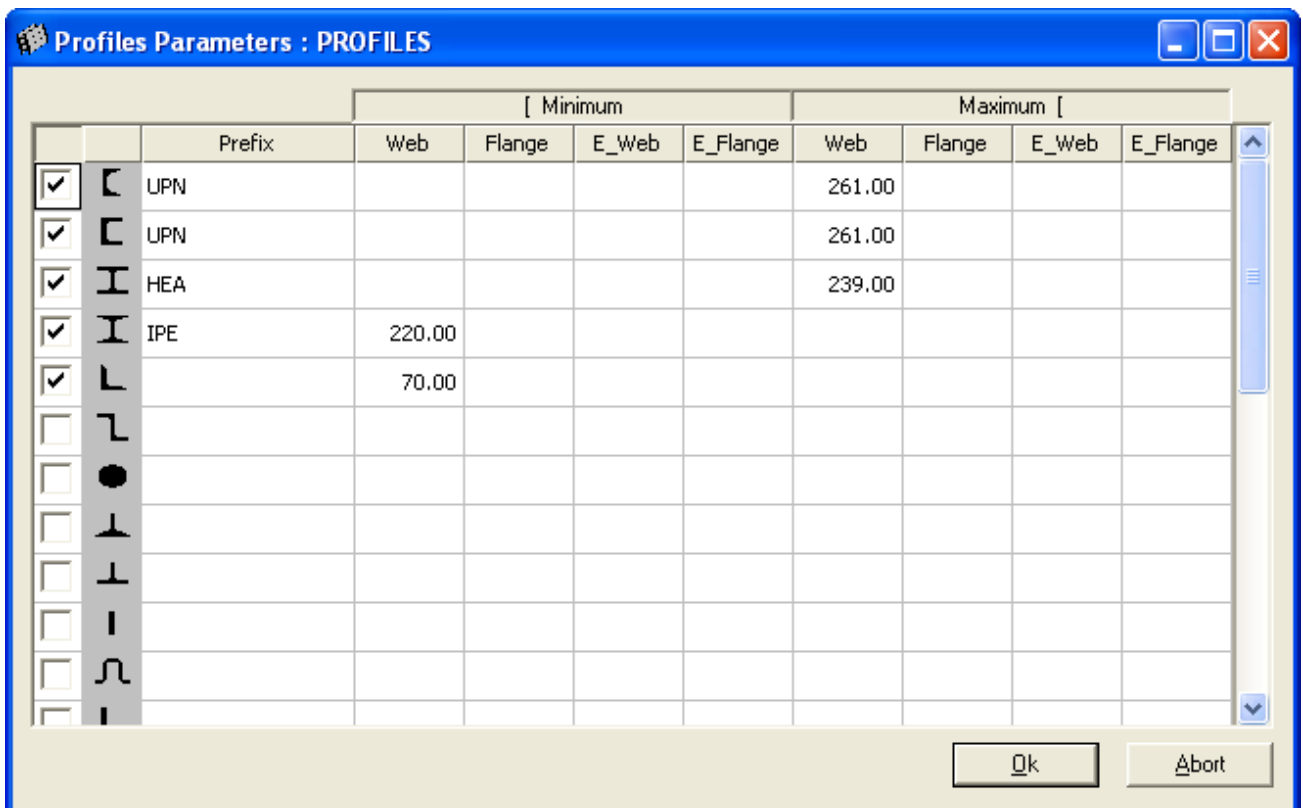 Profiles Parameters : PROFILES
[ Minimum Maximum [
Prefix Web Flange E_Web E_Flange Web Flange E_Web E_Flange
UPN 261.00
UPN 261.00
HEA 239.00
IPE 220.00
70.00
Ok Abort